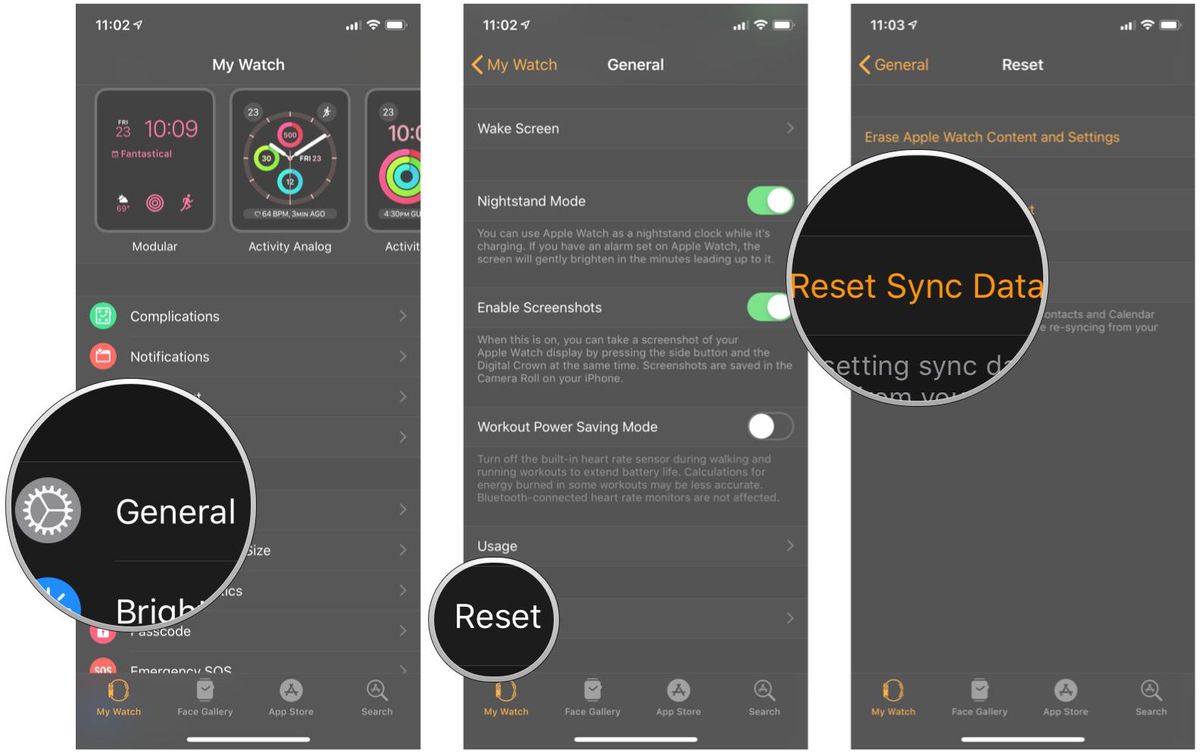 11:02
My Watch
FRI
23
10:09
Fantastical
69°
23
500
30
FRI 23
12
64 BPM, 3MIN AGO
23
10:0
4:30PM GU
Modular
Activity Analog
Activit
Complications
Notifications
General
Size
Brigh
tics
Passcode
SOS
Emergency SOS
My Watch
Face Gallery
App Store
Search
11:02
My Watch
General
Wake Screen
Nightstand Mode
You can use Apple Watch as a nightstand clock while it's
charging. If you have an alarm set on Apple Watch, the
screen will gently brighten in the minutes leading up to it.
Enable Screenshots
When this is on, you can take a screenshot of your
Apple Watch display by pressing the side button and the
Digital Crown at the same time. Screenshots are saved in the
Camera Roll on your iPhone.
Workout Power Saving Mode
Turn off the built-in heart rate sensor during walking and
running workouts to extend battery life. Calculations for
energy burned in some workouts may be less accurate.
Bluetooth-connected heart rate monitors are not affected.
Usage
Reset
My Watch
Face Gallery
App Store
Search
11:03
General
Reset
Erase Apple Watch Content and Settings
Reset Sync Data
ontacts and Calendar
e re-syncing from your
setting sync da
from you
My Watch
Face Gallery
App Store
Search